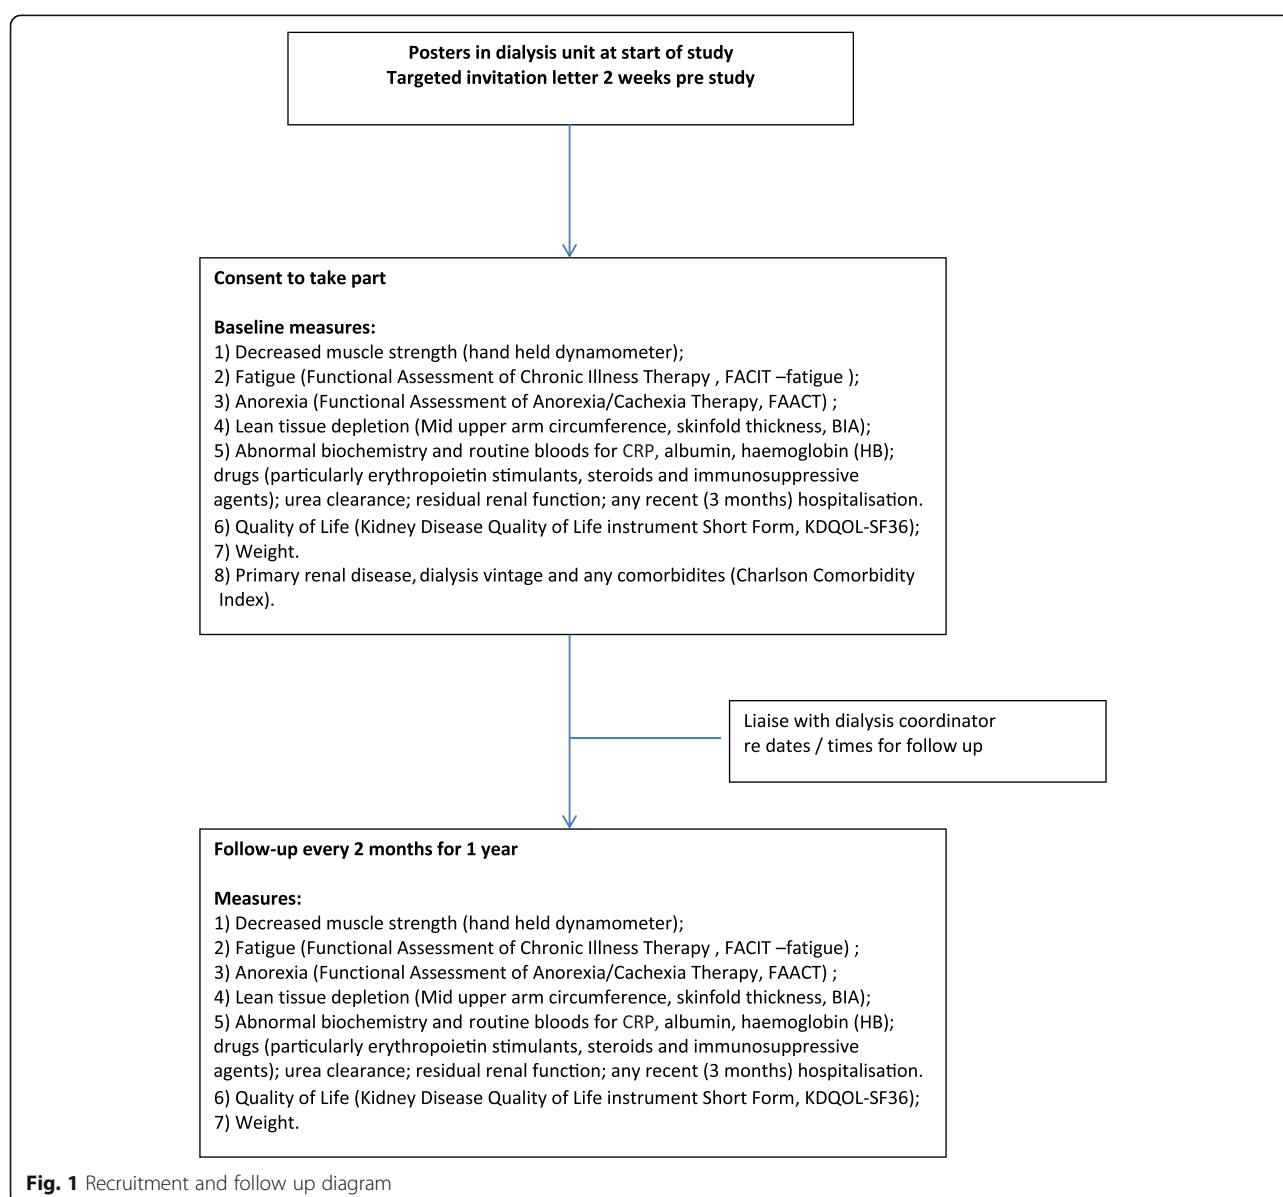 Posters in dialysis unit at start of study
Targeted invitation letter 2 weeks pre study
Consent to take part
Baseline measures:
1) Decreased muscle strength (hand held dynamometer);
2) Fatigue (Functional Assessment of Chronic Illness Therapy , FACIT –fatigue );
3) Anorexia (Functional Assessment of Anorexia/Cachexia Therapy, FAACT) ;
4) Lean tissue depletion (Mid upper arm circumference, skinfold thickness, BIA);
5) Abnormal biochemistry and routine bloods for CRP, albumin, haemoglobin (HB);
drugs (particularly erythropoietin stimulants, steroids and immunosuppressive
agents); urea clearance; residual renal function; any recent (3 months) hospitalisation.
6) Quality of Life (Kidney Disease Quality of Life instrument Short Form, KDQOL-SF36);
7) Weight.
8) Primary renal disease, dialysis vintage and any comorbidites (Charlson Comorbidity
Index).
Liaise with dialysis coordinator
re dates / times for follow up
Follow-up every 2 months for 1 year
Measures:
1) Decreased muscle strength (hand held dynamometer);
2) Fatigue (Functional Assessment of Chronic Illness Therapy , FACIT –fatigue) ;
3) Anorexia (Functional Assessment of Anorexia/Cachexia Therapy, FAACT) ;
4) Lean tissue depletion (Mid upper arm circumference, skinfold thickness, BIA);
5) Abnormal biochemistry and routine bloods for CRP, albumin, haemoglobin (HB);
drugs (particularly erythropoietin stimulants, steroids and immunosuppressive
agents); urea clearance; residual renal function; any recent (3 months) hospitalisation.
6) Quality of Life (Kidney Disease Quality of Life instrument Short Form, KDQOL-SF36);
7) Weight.
Fig. 1 Recruitment and follow up diagram